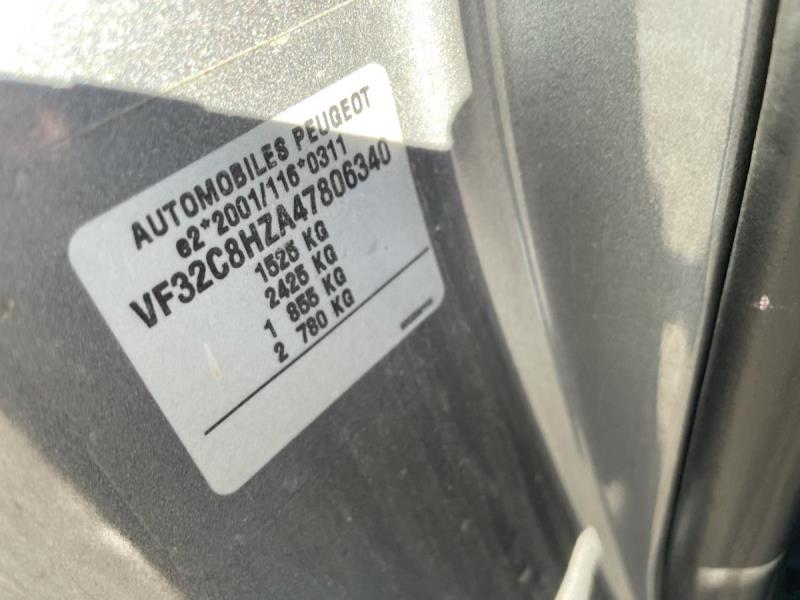 AUTOMOBILES PEUGEOT
e2*2001/116*0311
VF32C8HZA47806340
1525 KG
2425 KG
1 855 KG
2 780 KG